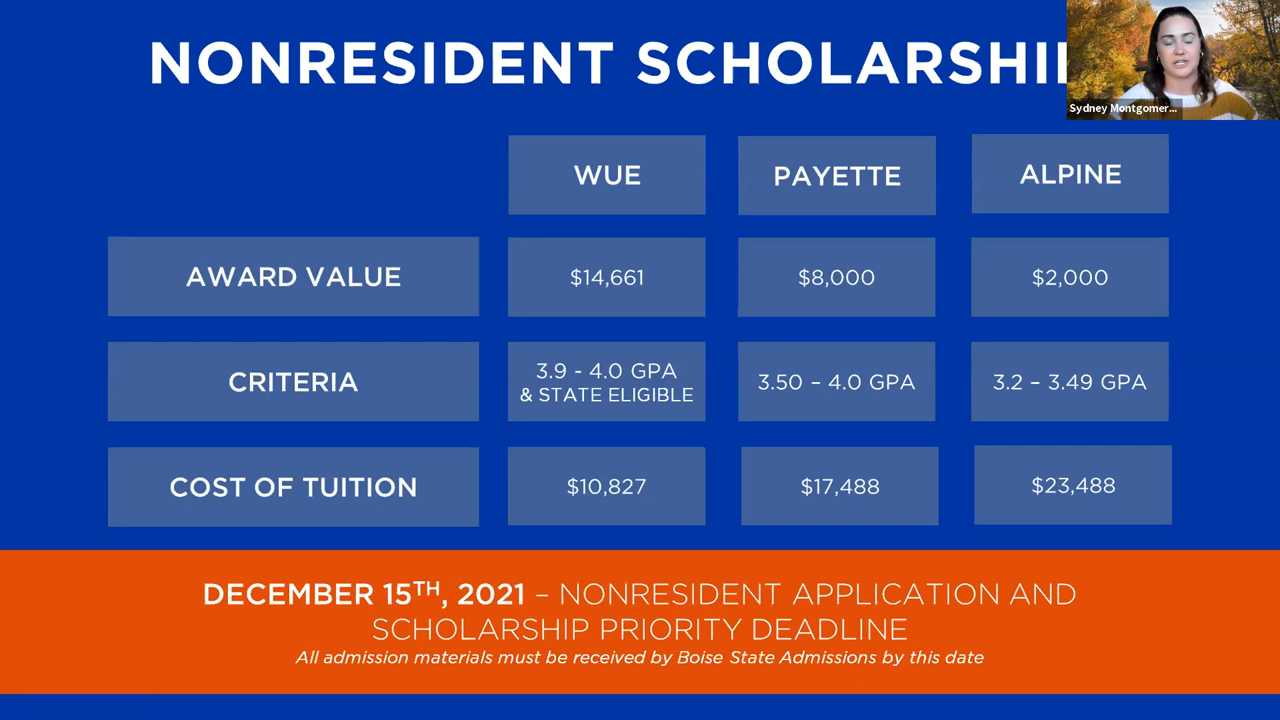 NONRESIDENT SCHOLARSHI
Sydney Montgomer...
WUE
PAYETTE
ALPINE
AWARD VALUE
$14,661
$8,000
$2,000
CRITERIA
3.9 - 4.0 GPA
& STATE ELIGIBLE
3.50 – 4.0 GPA
3.2 – 3.49 GPA
COST OF TUITION
$10,827
$17,488
$23,488
DECEMBER 15TH, 2021 – NONRESIDENT APPLICATION AND
SCHOLARSHIP PRIORITY DEADLINE
All admission materials must be received by Boise State Admissions by this date